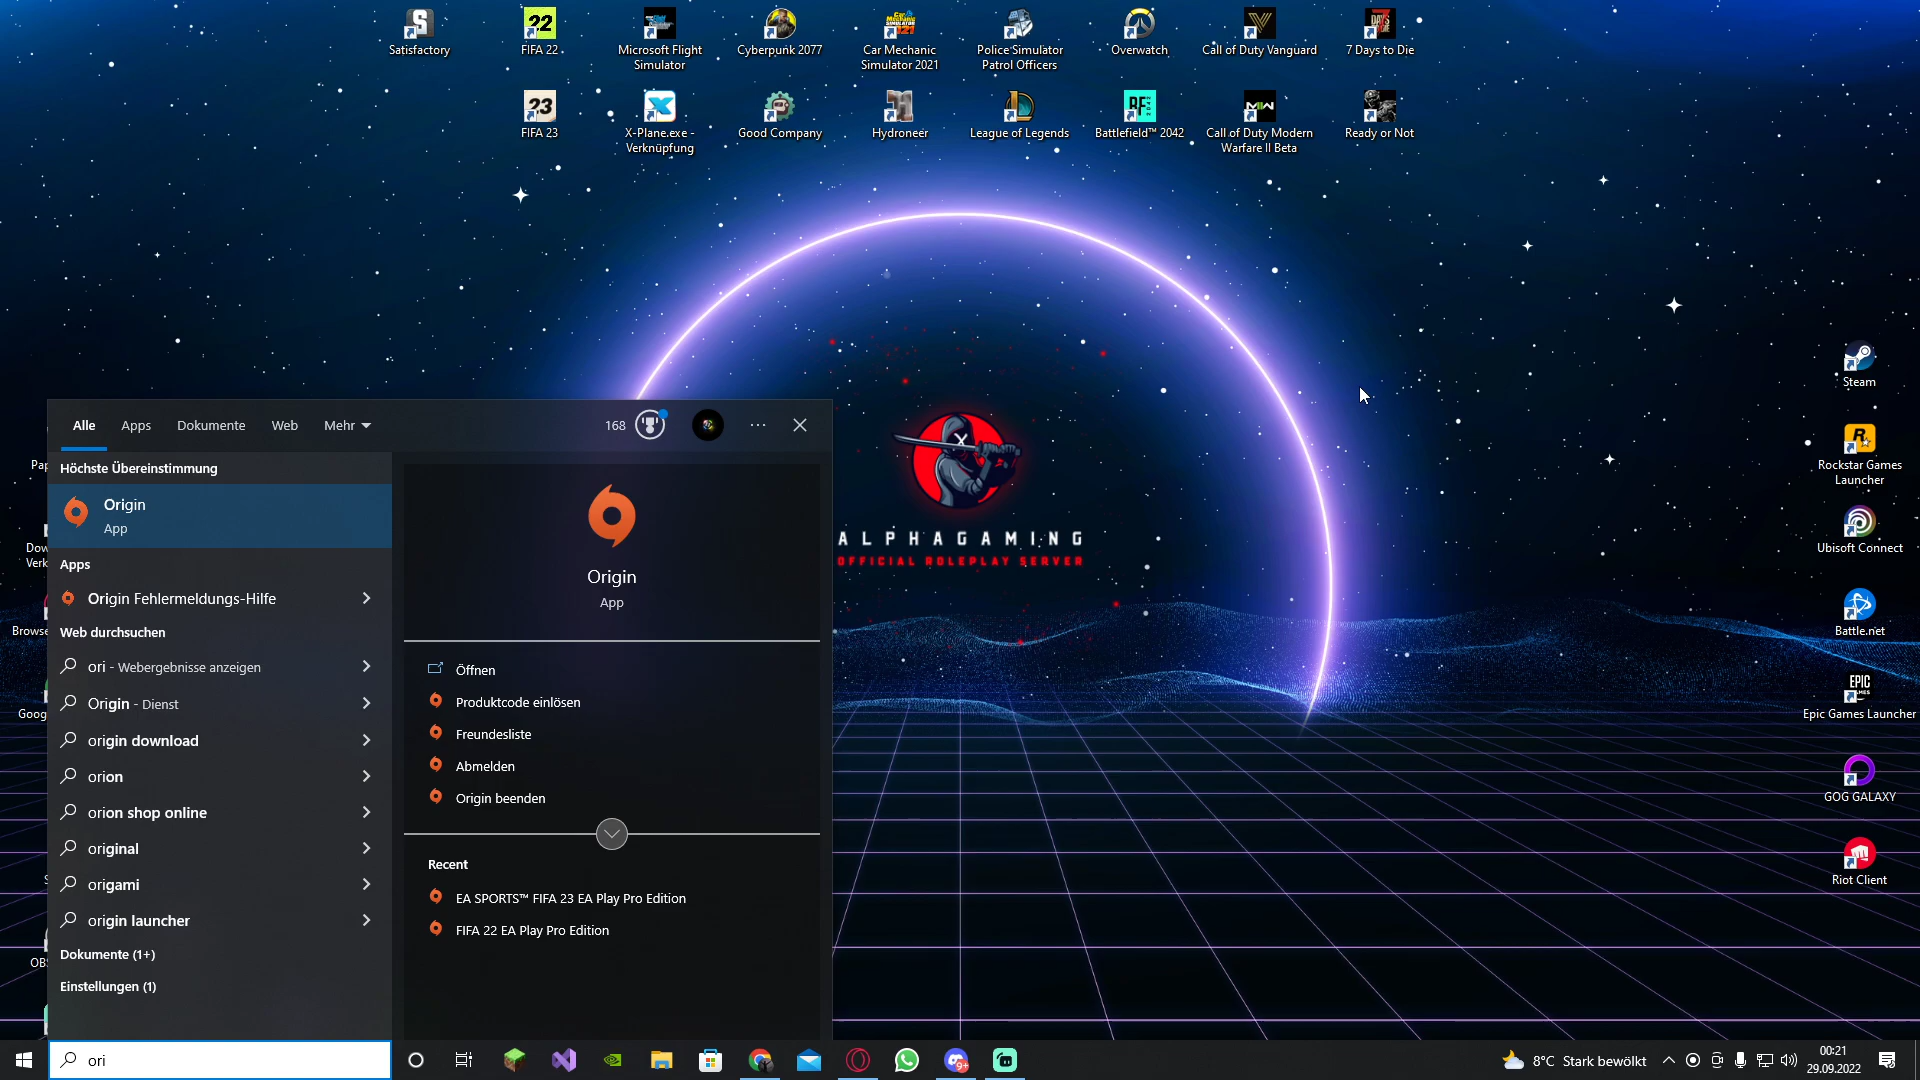 Satisfactory
FIFA 22
Microsoft Flight
Simulator
Cyberpunk 2077
Car Mechanic
Simulator 2021
Police Simulator
Patrol Officers
Overwatch
Call of Duty Vanguard
7 Days to Die
FIFA 23
X-Plane.exe -
Verknüpfung
Good Company
Hydroneer
League of Legends
Battlefield™ 2042
Call of Duty Modern
Warfare II Beta
Ready or Not
Steam
Rockstar Games
Launcher
Ubisoft Connect
Battle.net
Epic Games Launcher
GOG GALAXY
Riot Client
ALPHAGAMING
OFFICIAL ROLEPLAY SERVER
Alle
Apps
Dokumente
Web
Mehr
168
Höchste Übereinstimmung
Origin
App
Apps
Origin Fehlermeldungs-Hilfe
Web durchsuchen
ori - Webergebnisse anzeigen
Origin - Dienst
origin download
orion
orion shop online
original
origami
origin launcher
Dokumente (1+)
Einstellungen (1)
Origin
App
Öffnen
Produktcode einlösen
Freundesliste
Abmelden
Origin beenden
Recent
EA SPORTS™ FIFA 23 EA Play Pro Edition
FIFA 22 EA Play Pro Edition
ori
9+
8°C Stark bewölkt
00:21
29.09.2022